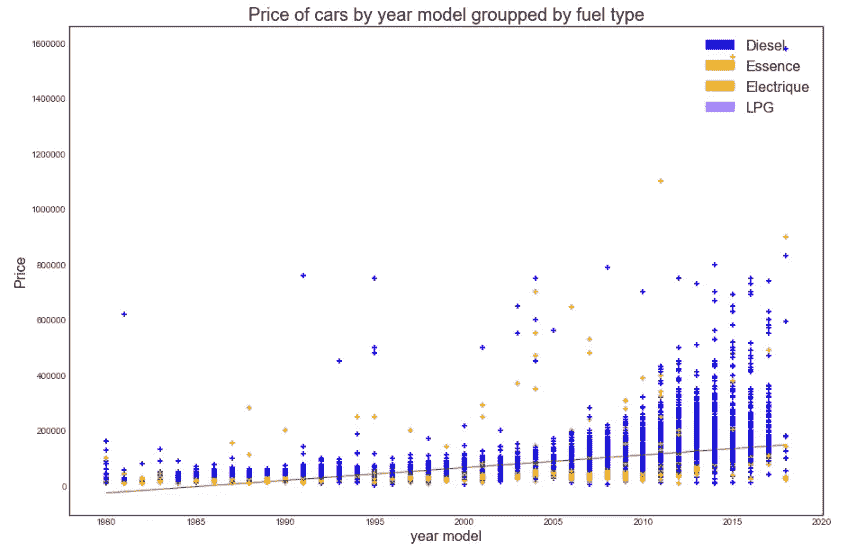 Price of cars by year model groupped by fuel type
Diesel
Essence
Electrique
LPG
1600000
1400000
1200000
1000000
800000
600000
400000
200000
0
Price
1980 1985 1990 1995 2000 2005 2010 2015 2020
year model